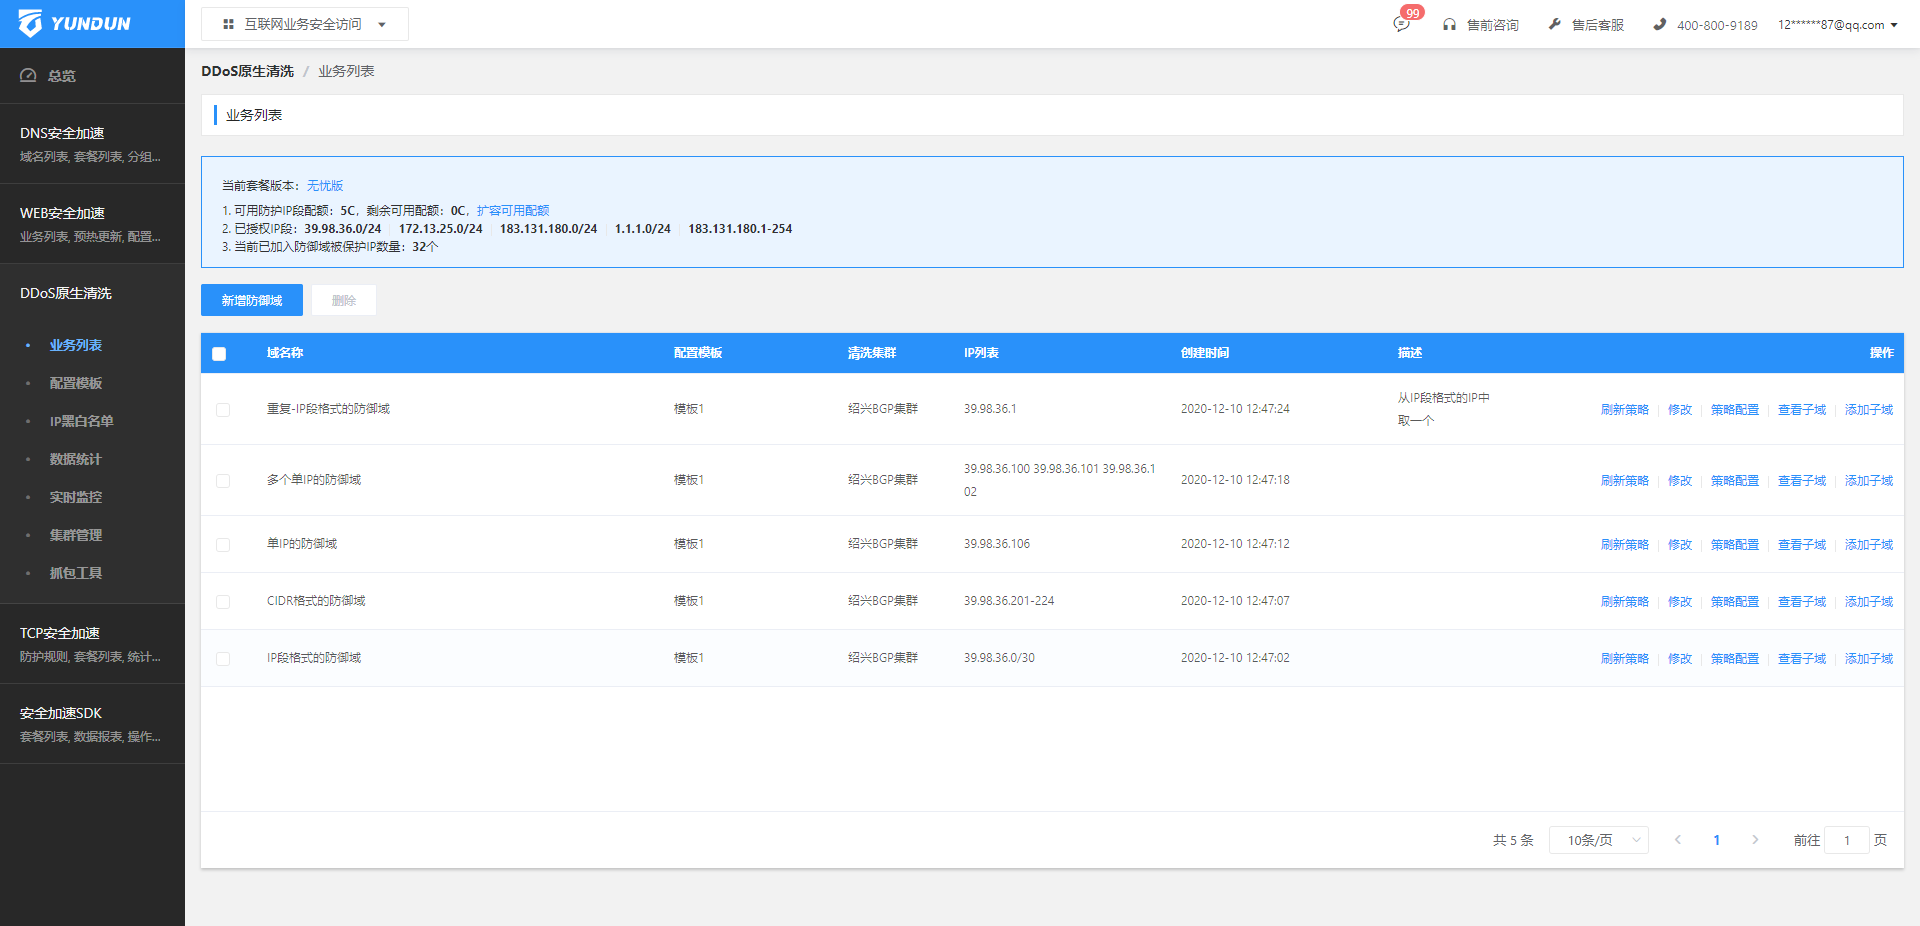 YUNDUN
互联网业务安全访问
99
售前咨询
售后客服
400-800-9189
12******87@qq.com
总览
DNS安全加速
域名列表, 套餐列表, 分组...
WEB安全加速
业务列表, 预热更新, 配置...
DDoS原生清洗
业务列表
配置模板
IP黑白名单
数据统计
实时监控
集群管理
抓包工具
TCP安全加速
防护规则, 套餐列表, 统计...
安全加速SDK
套餐列表, 数据报表, 操作...
DDoS原生清洗 / 业务列表
业务列表
当前套餐版本：无忧版
1. 可用防护IP段配额：5C，剩余可用配额：0C，扩容可用配额
2. 已授权IP段：39.98.36.0/24 172.13.25.0/24 183.131.180.0/24 1.1.1.0/24 183.131.180.1-254
3. 当前已加入防御域被保护IP数量：32个
新增防御域 删除
域名称 配置模板 清洗集群 IP列表 创建时间 描述 操作
重复-IP段格式的防御域 模板1 绍兴BGP集群 39.98.36.1 2020-12-10 12:47:24 从IP段格式的IP中
取一个 刷新策略 修改 策略配置 查看子域 添加子域
多个单IP的防御域 模板1 绍兴BGP集群 39.98.36.100 39.98.36.101 39.98.36.1
02 2020-12-10 12:47:18 刷新策略 修改 策略配置 查看子域 添加子域
单IP的防御域 模板1 绍兴BGP集群 39.98.36.106 2020-12-10 12:47:12 刷新策略 修改 策略配置 查看子域 添加子域
CIDR格式的防御域 模板1 绍兴BGP集群 39.98.36.201-224 2020-12-10 12:47:07 刷新策略 修改 策略配置 查看子域 添加子域
IP段格式的防御域 模板1 绍兴BGP集群 39.98.36.0/30 2020-12-10 12:47:02 刷新策略 修改 策略配置 查看子域 添加子域
共 5 条 10条/页 1 前往 1 页